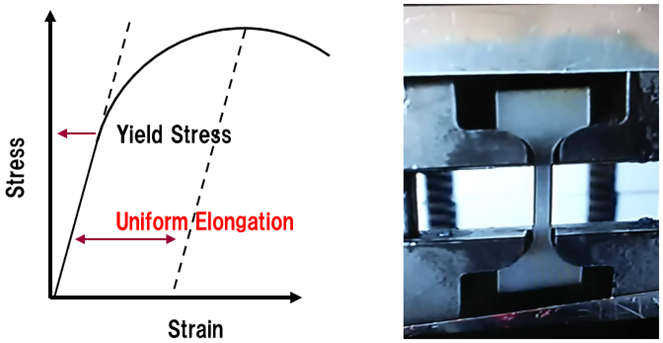 Stress
Yield Stress
Uniform Elongation
Strain